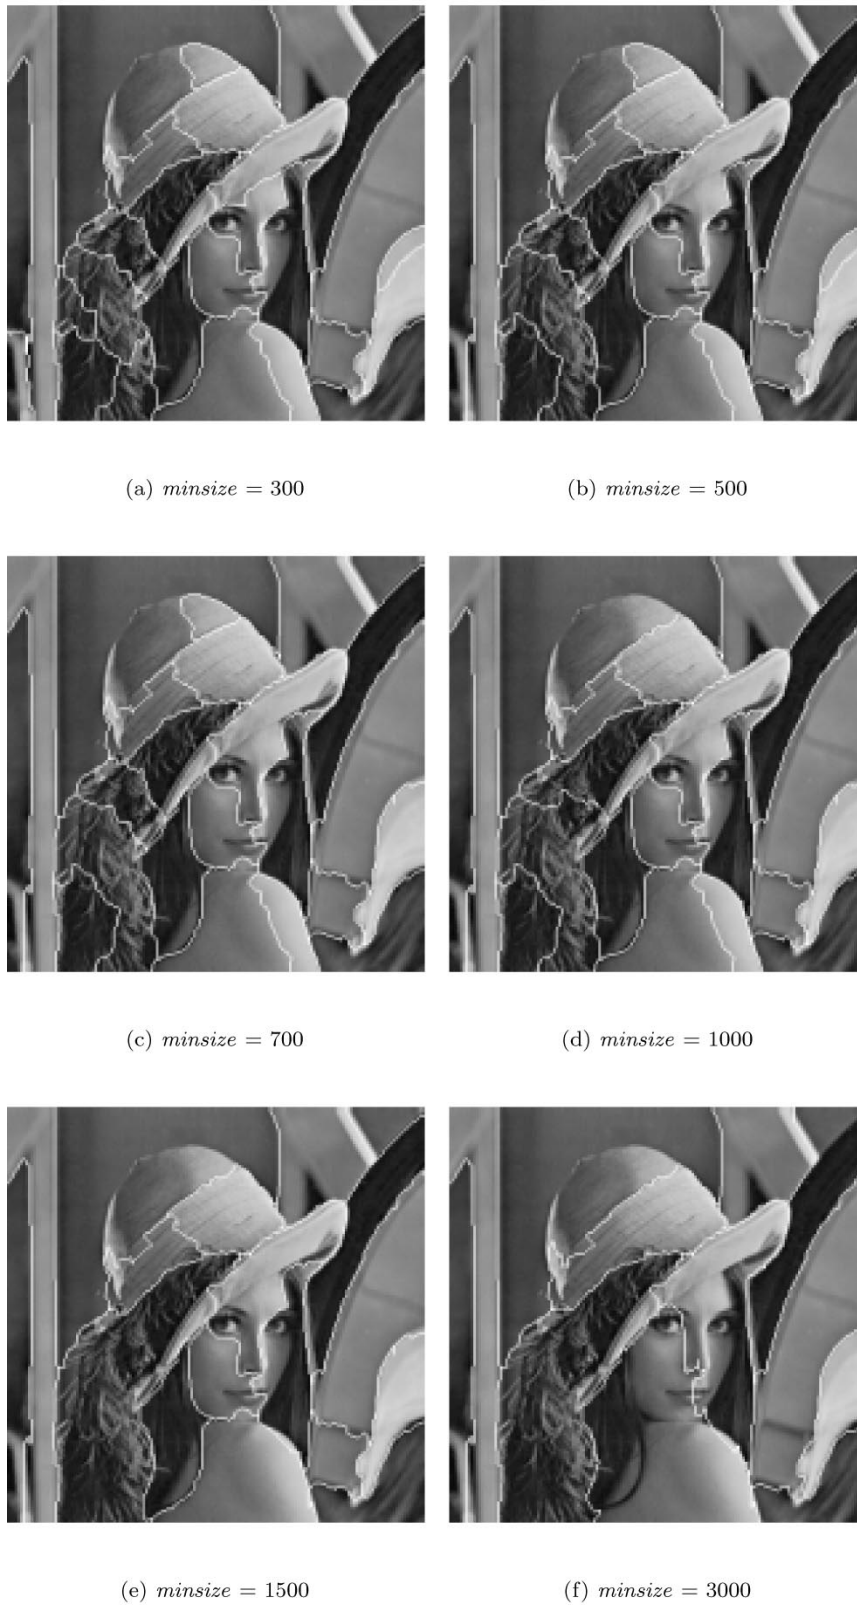 (a) minsize = 300
(b) minsize = 500
(c) minsize = 700
(d) minsize = 1000
(e) minsize = 1500
(f) minsize = 3000